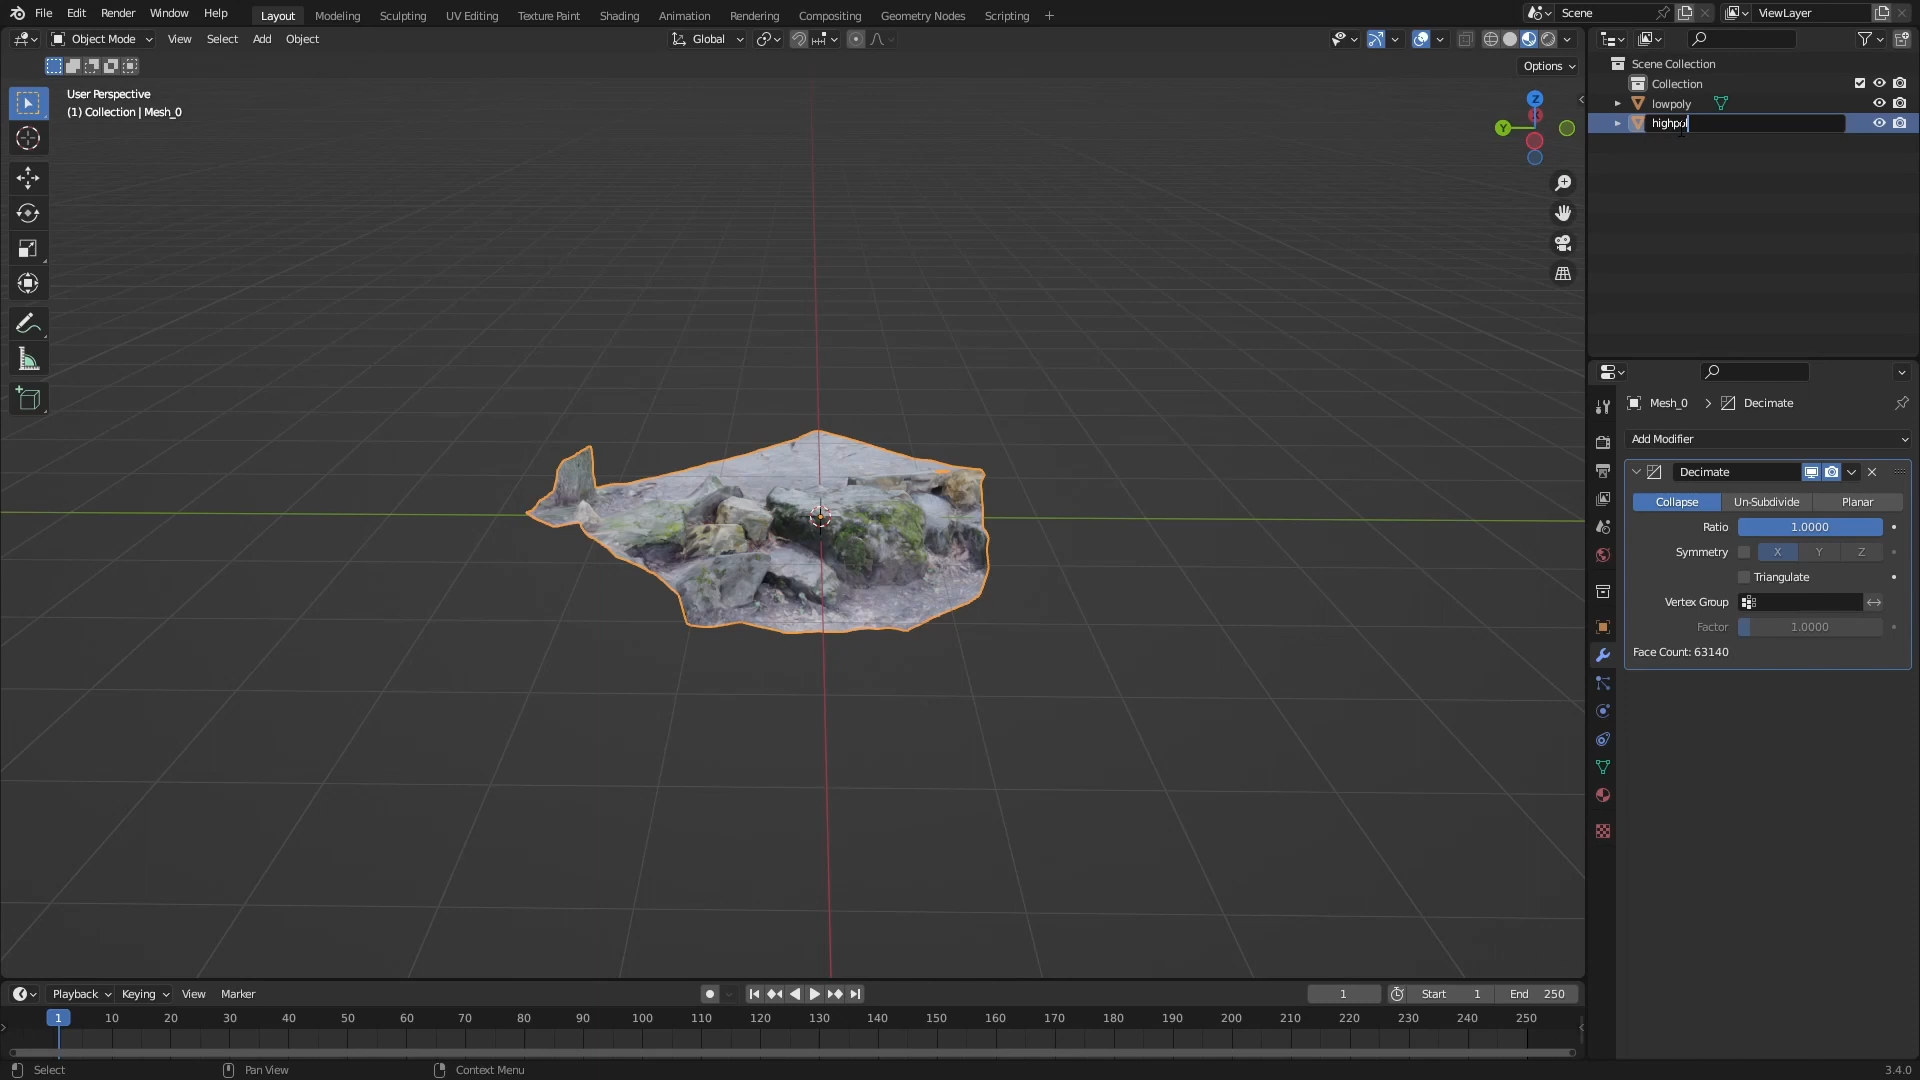 File Edit Render Window Help Layout Modeling Sculpting UV Editing Texture Paint Shading Animation Rendering Compositing Geometry Nodes Scripting + Scene ViewLayer
Object Mode View Select Add Object Global
Options
User Perspective
(1) Collection | Mesh_0
Z
Y
Scene Collection
Collection
lowpoly
highpol
Mesh_0 > Decimate
Add Modifier
Decimate
Collapse Un-Subdivide Planar
Ratio 1.0000
Symmetry X Y Z
Triangulate
Vertex Group
Factor 1.0000
Face Count: 63140
Playback Keying View Marker 1 Start 1 End 250
1 10 20 30 40 50 60 70 80 90 100 110 120 130 140 150 160 170 180 190 200 210 220 230 240 250
Select Pan View Context Menu 3.4.0